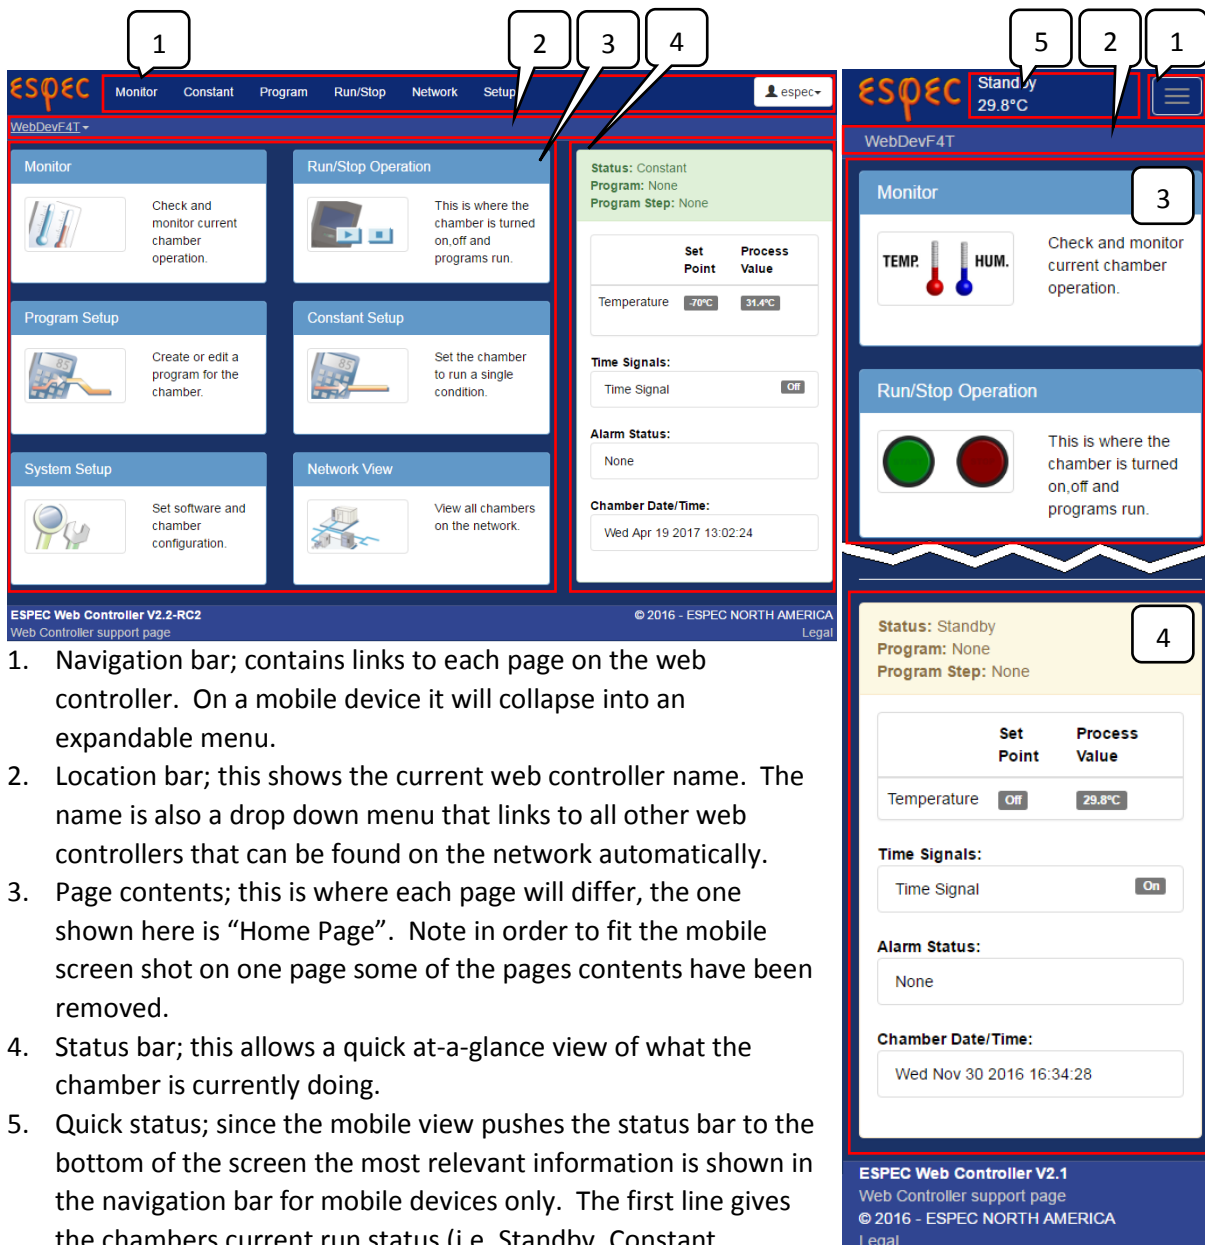 1
2
3
4
ESPEC
Monitor
Constant
Program
Run/Stop
Network
Setup
espec
WebDevF4T
Monitor
Check and
monitor current
chamber
operation.
Run/Stop Operation
This is where the
chamber is turned
on,off and
programs run.
Program Setup
85
Create or edit a
program for the
chamber.
Constant Setup
85
Set the chamber
to run a single
condition.
System Setup
Set software and
chamber
configuration.
Network View
View all chambers
on the network.
Status: Constant
Program: None
Program Step: None
Set Point
Process Value
Temperature -70°C 31.4°C
Time Signals:
Time Signal Off
Alarm Status:
None
Chamber Date/Time:
Wed Apr 19 2017 13:02:24
ESPEC Web Controller V2.2-RC2
Web Controller support page
© 2016 - ESPEC NORTH AMERICA
Legal
1. Navigation bar; contains links to each page on the web
controller. On a mobile device it will collapse into an
expandable menu.
2. Location bar; this shows the current web controller name. The
name is also a drop down menu that links to all other web
controllers that can be found on the network automatically.
3. Page contents; this is where each page will differ, the one
shown here is “Home Page”. Note in order to fit the mobile
screen shot on one page some of the pages contents have been
removed.
4. Status bar; this allows a quick at-a-glance view of what the
chamber is currently doing.
5. Quick status; since the mobile view pushes the status bar to the
bottom of the screen the most relevant information is shown in
the navigation bar for mobile devices only. The first line gives
the chambers current run status (i.e. Standby, Constant
5
2
1
ESPEC
Standby
29.8°C
WebDevF4T
Monitor
3
TEMP. HUM.
Check and monitor
current chamber
operation.
Run/Stop Operation
This is where the
chamber is turned
on,off and
programs run.
4
Status: Standby
Program: None
Program Step: None
Set Point
Process Value
Temperature Off 29.8°C
Time Signals:
Time Signal On
Alarm Status:
None
Chamber Date/Time:
Wed Nov 30 2016 16:34:28
ESPEC Web Controller V2.1
Web Controller support page
© 2016 - ESPEC NORTH AMERICA
Legal